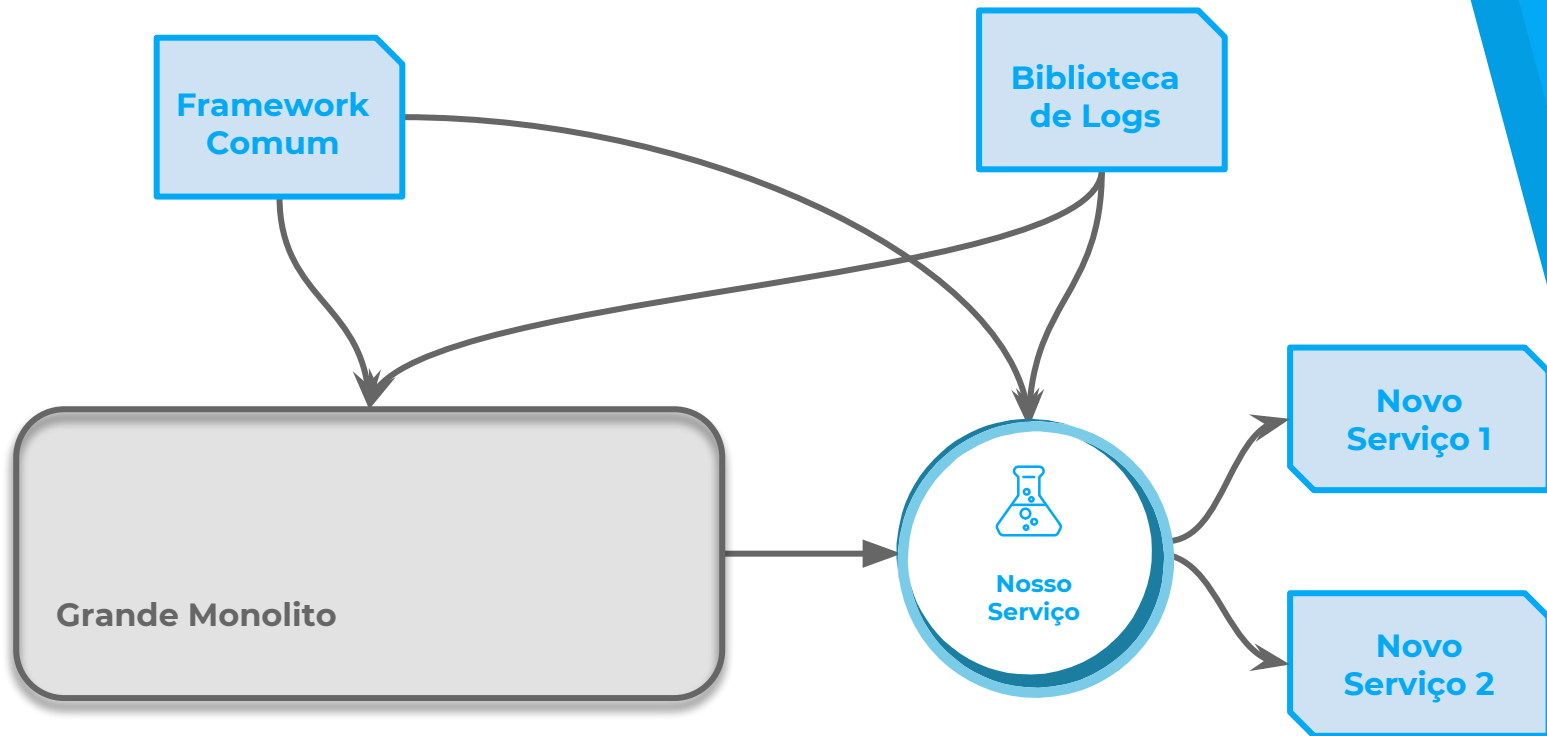 Framework
Comum
Biblioteca
de Logs
Grande Monolito
Nosso
Serviço
Novo
Serviço 1
Novo
Serviço 2